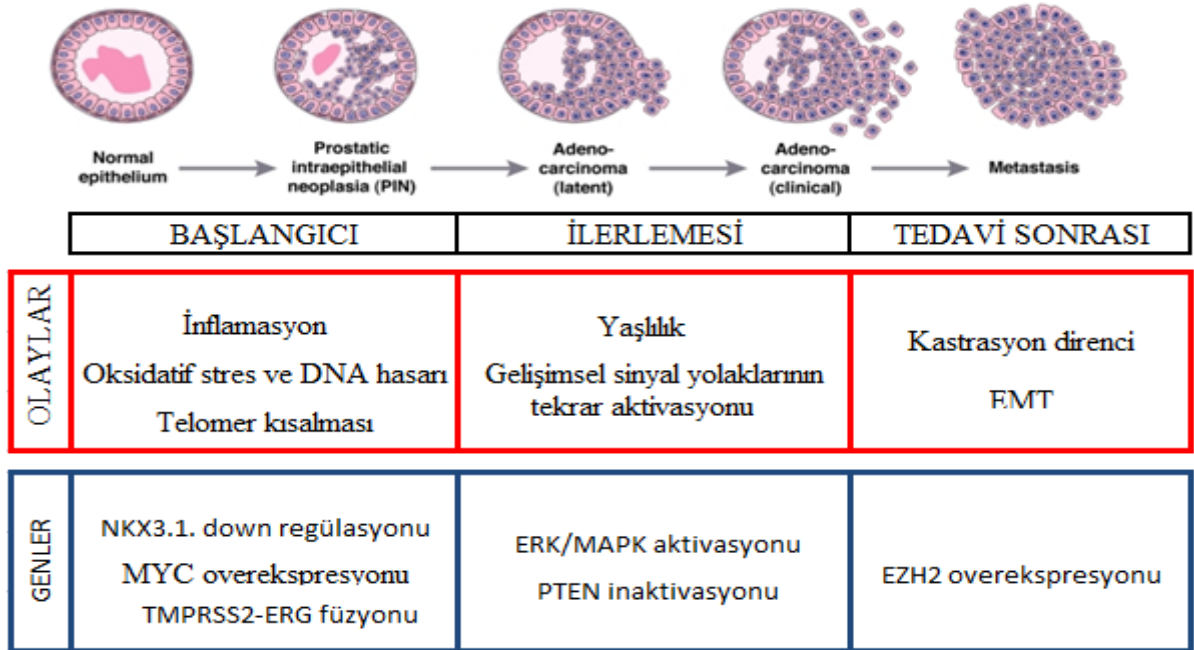 Normal
epithelium
Prostatic
intraepithelial
neoplasia (PIN)
Adeno-
carcinoma
(latent)
Adeno-
carcinoma
(clinical)
Metastasis
BAŞLANGICI
İLERLEMESİ
TEDAVİ SONRASI
OLAYLAR
İnflamasyon
Oksidatif stres ve DNA hasarı
Telomer kısalması
Yaşlılık
Gelişimsel sinyal yolaklarının
tekrar aktivasyonu
Kastrasyon direnci
EMT
GENLER
NKX3.1. down regülasyonu
MYC overekspresyonu
TMPRSS2-ERG füzyonu
ERK/MAPK aktivasyonu
PTEN inaktivasyonu
EZH2 overekspresyonu